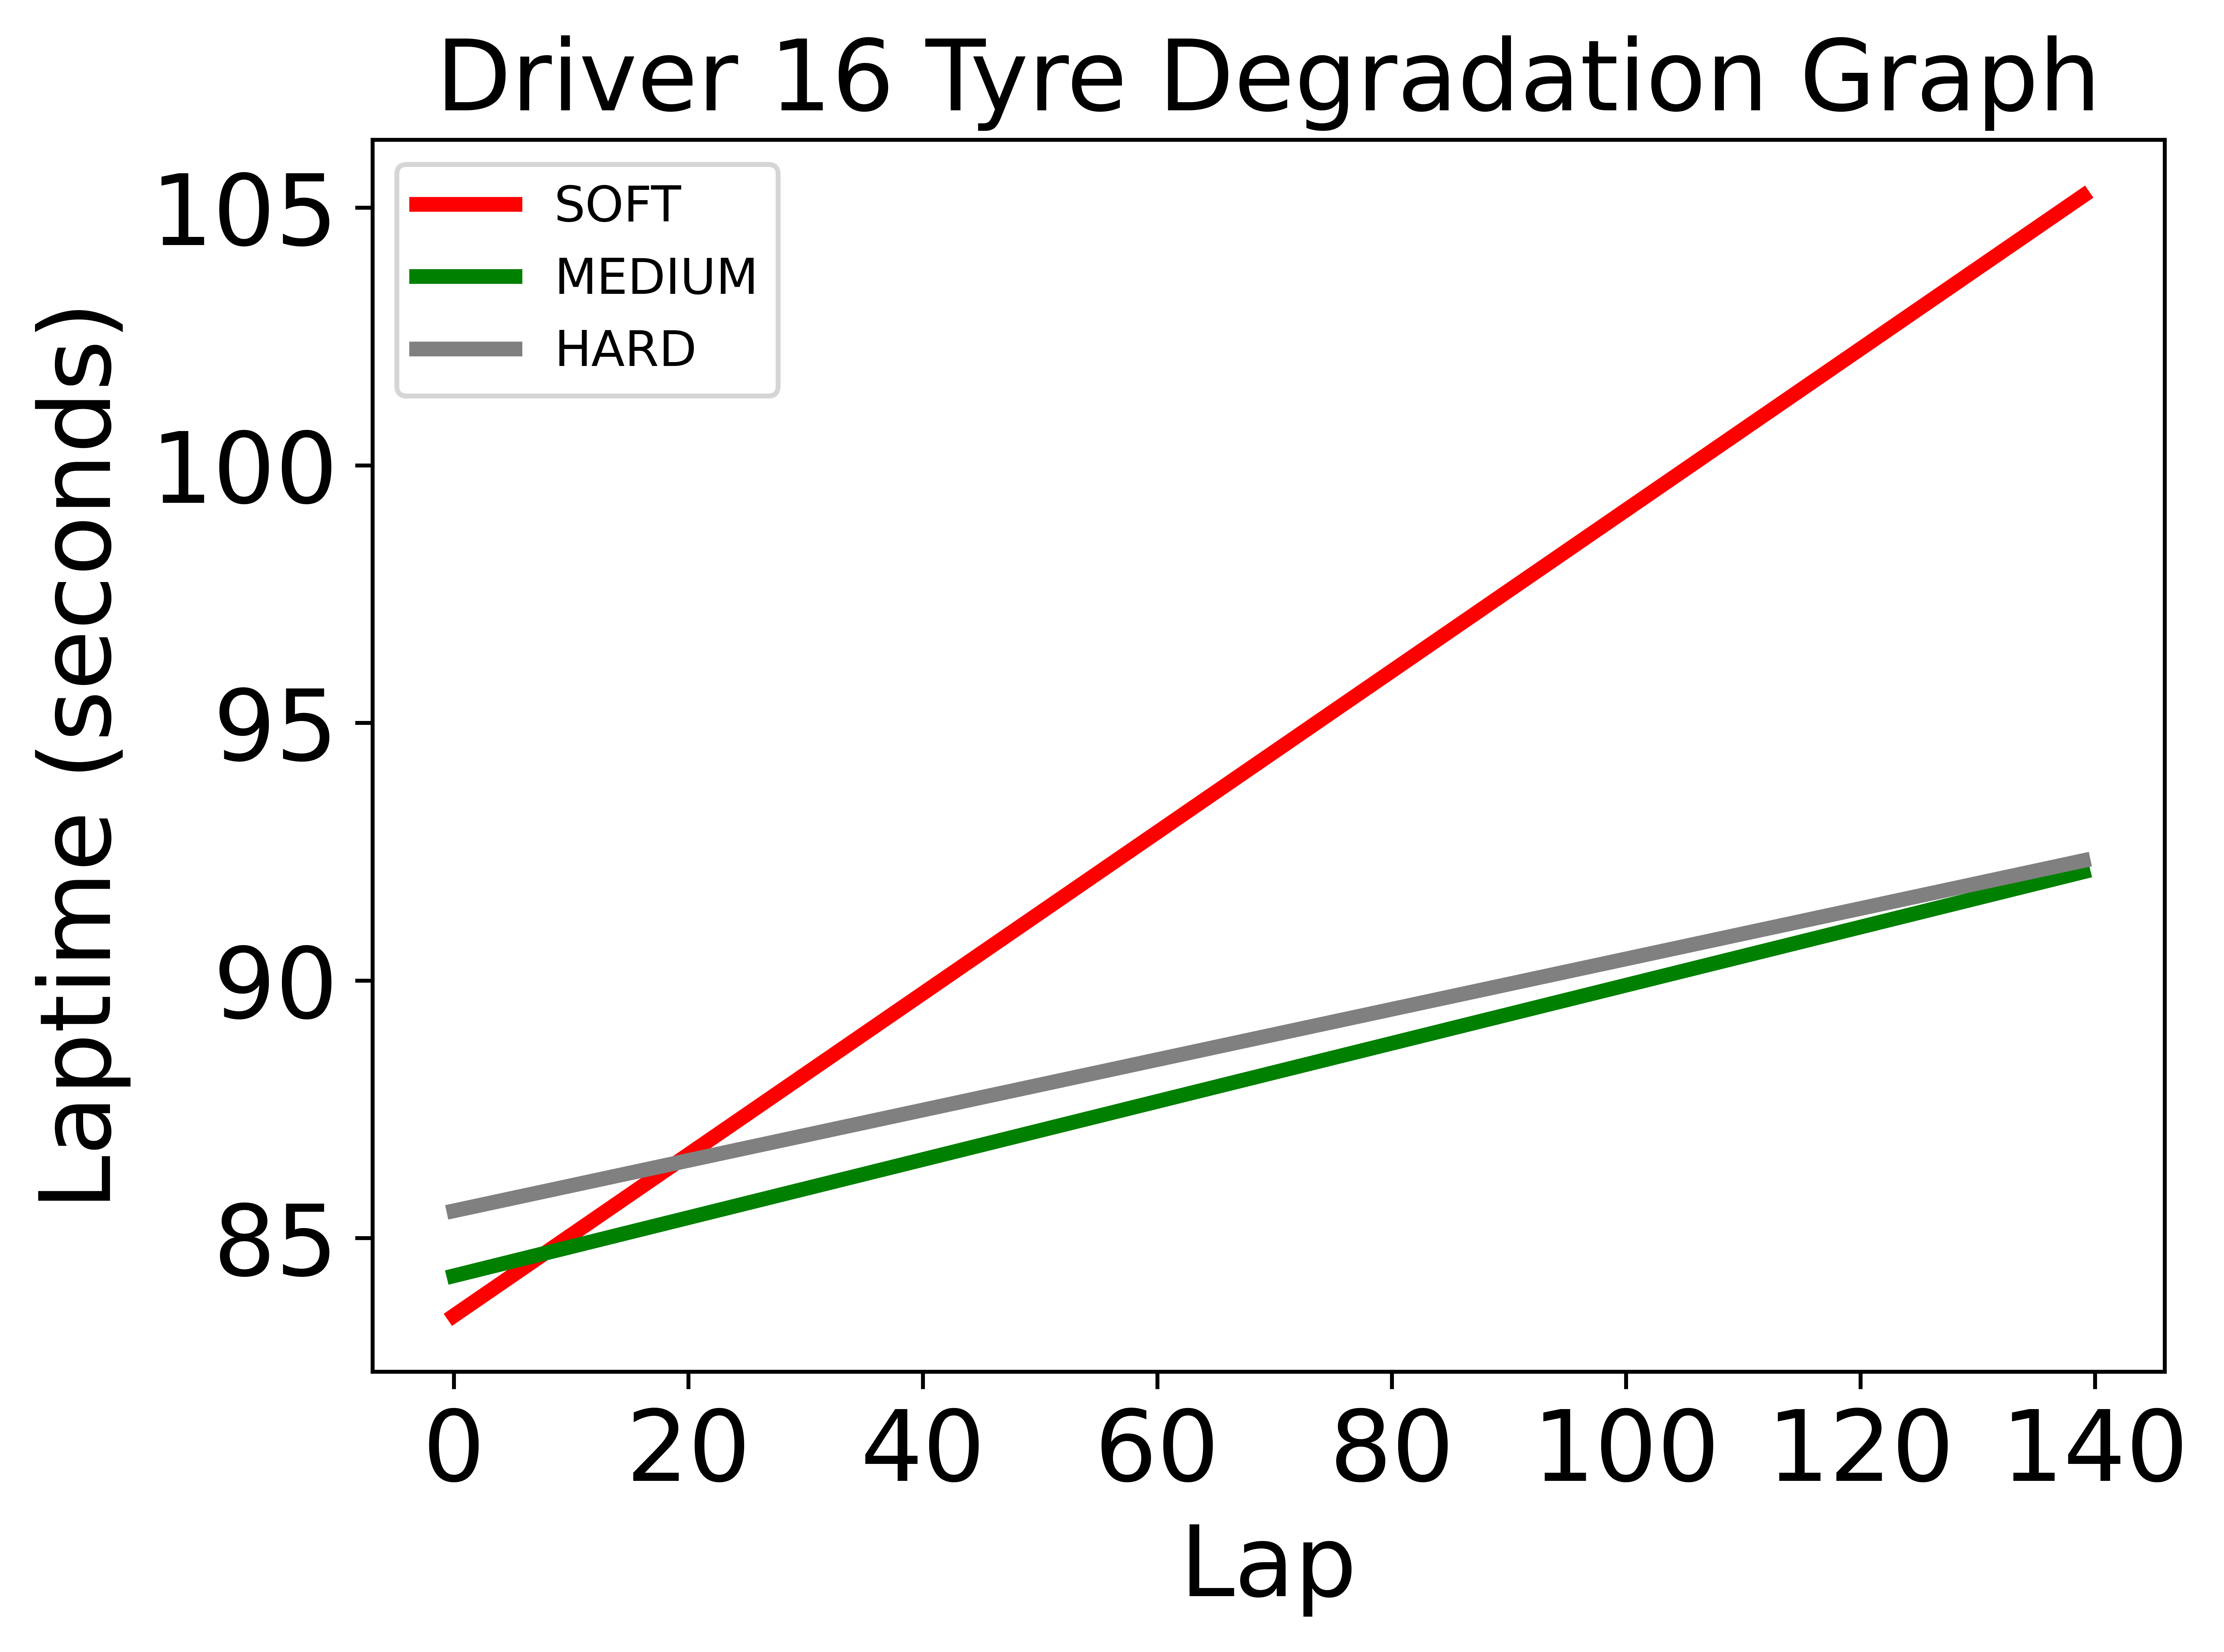 Driver 16 Tyre Degradation Graph
SOFT
MEDIUM
HARD
105
100
95
90
85
Laptime (seconds)
0 20 40 60 80 100 120 140
Lap